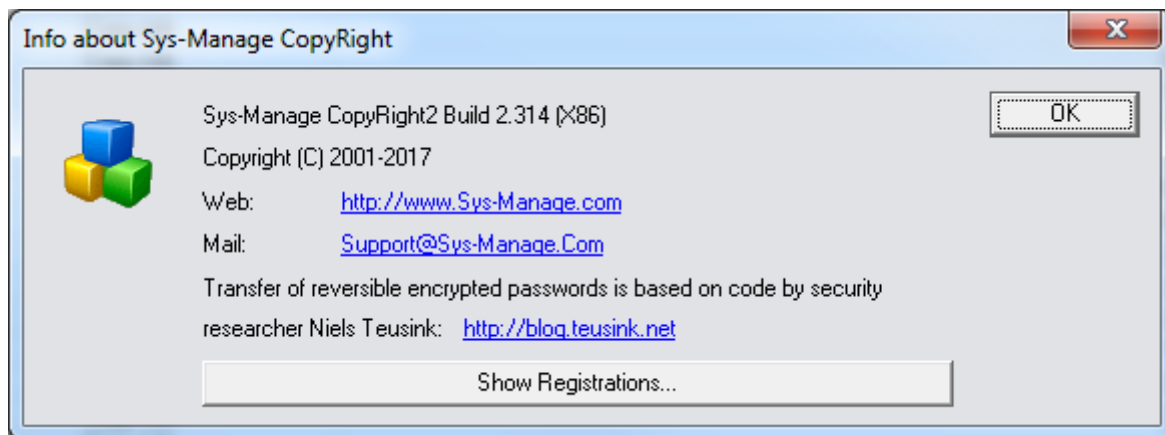 Info about Sys-Manage CopyRight
Sys-Manage CopyRight2 Build 2.314 (X86)
OK
Copyright (C) 2001-2017
Web: http://www.Sys-Manage.com
Mail: Support@Sys-Manage.Com
Transfer of reversible encrypted passwords is based on code by security
researcher Niels Teusink: http://blog.teusink.net
Show Registrations...